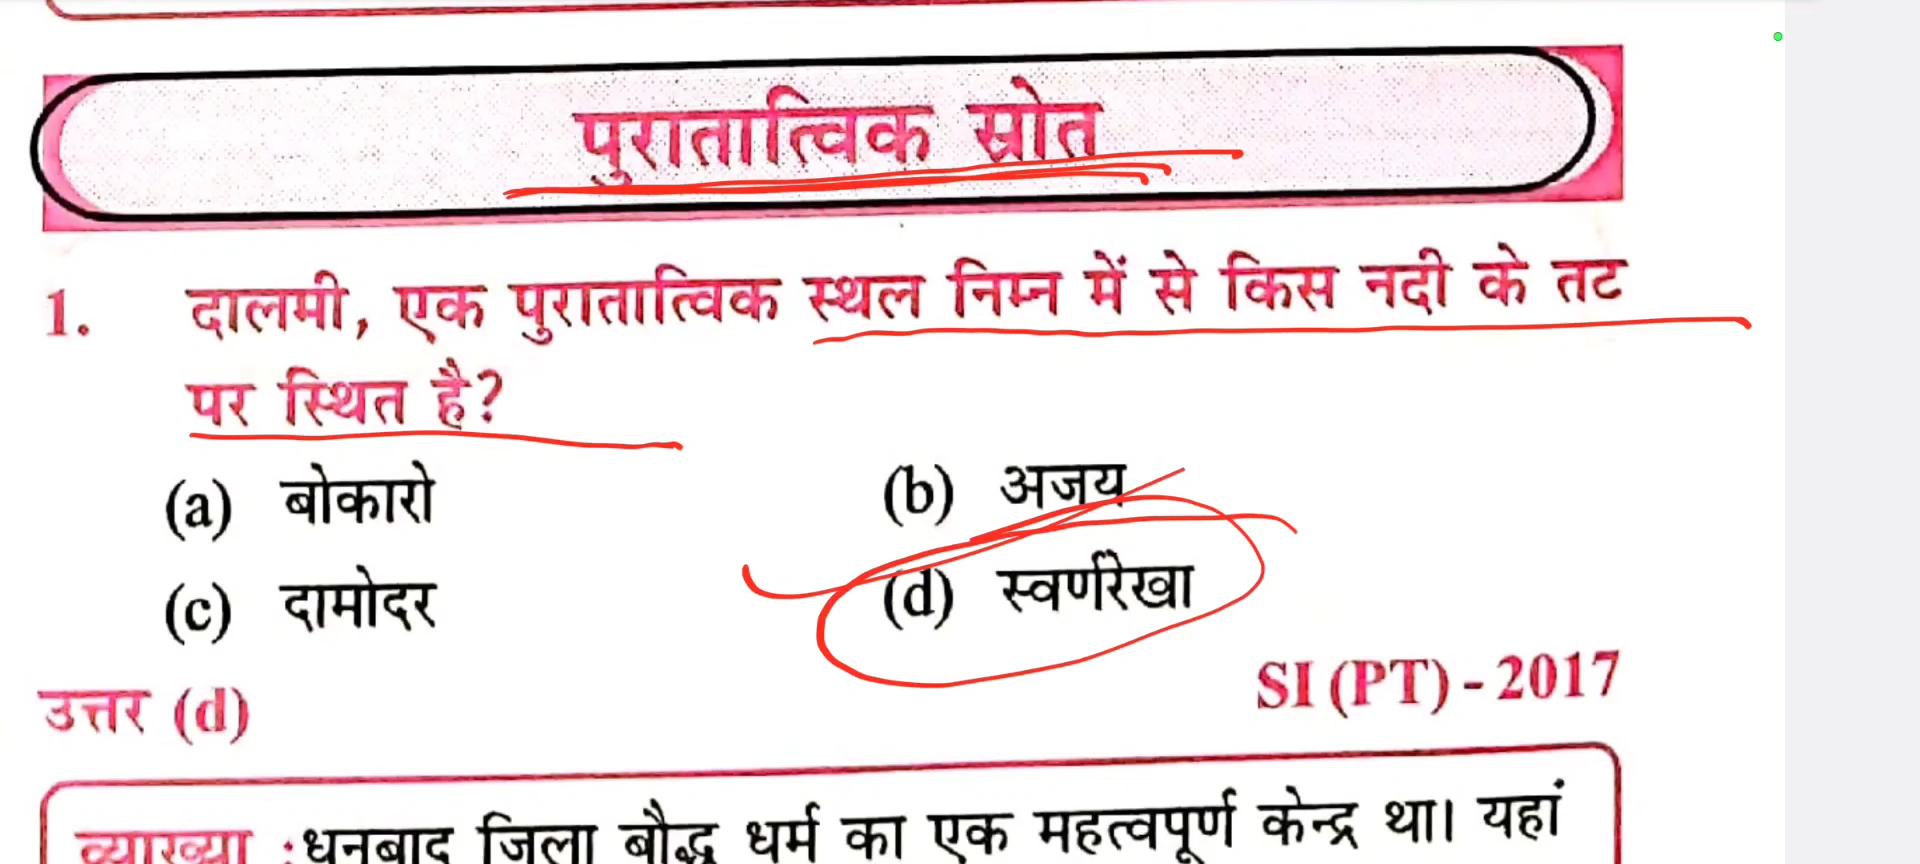 पुरातात्विक स्रोत
1. दालमी, एक पुरातात्विक स्थल निम्न में से किस नदी के तट
पर स्थित है?
(a) बोकारो (b) अजय
(c) दामोदर (d) स्वर्णरेखा
उत्तर (d) SI (PT) - 2017
व्याख्या : धनबाद जिला बौद्ध धर्म का एक महत्वपूर्ण केन्द्र था। यहां